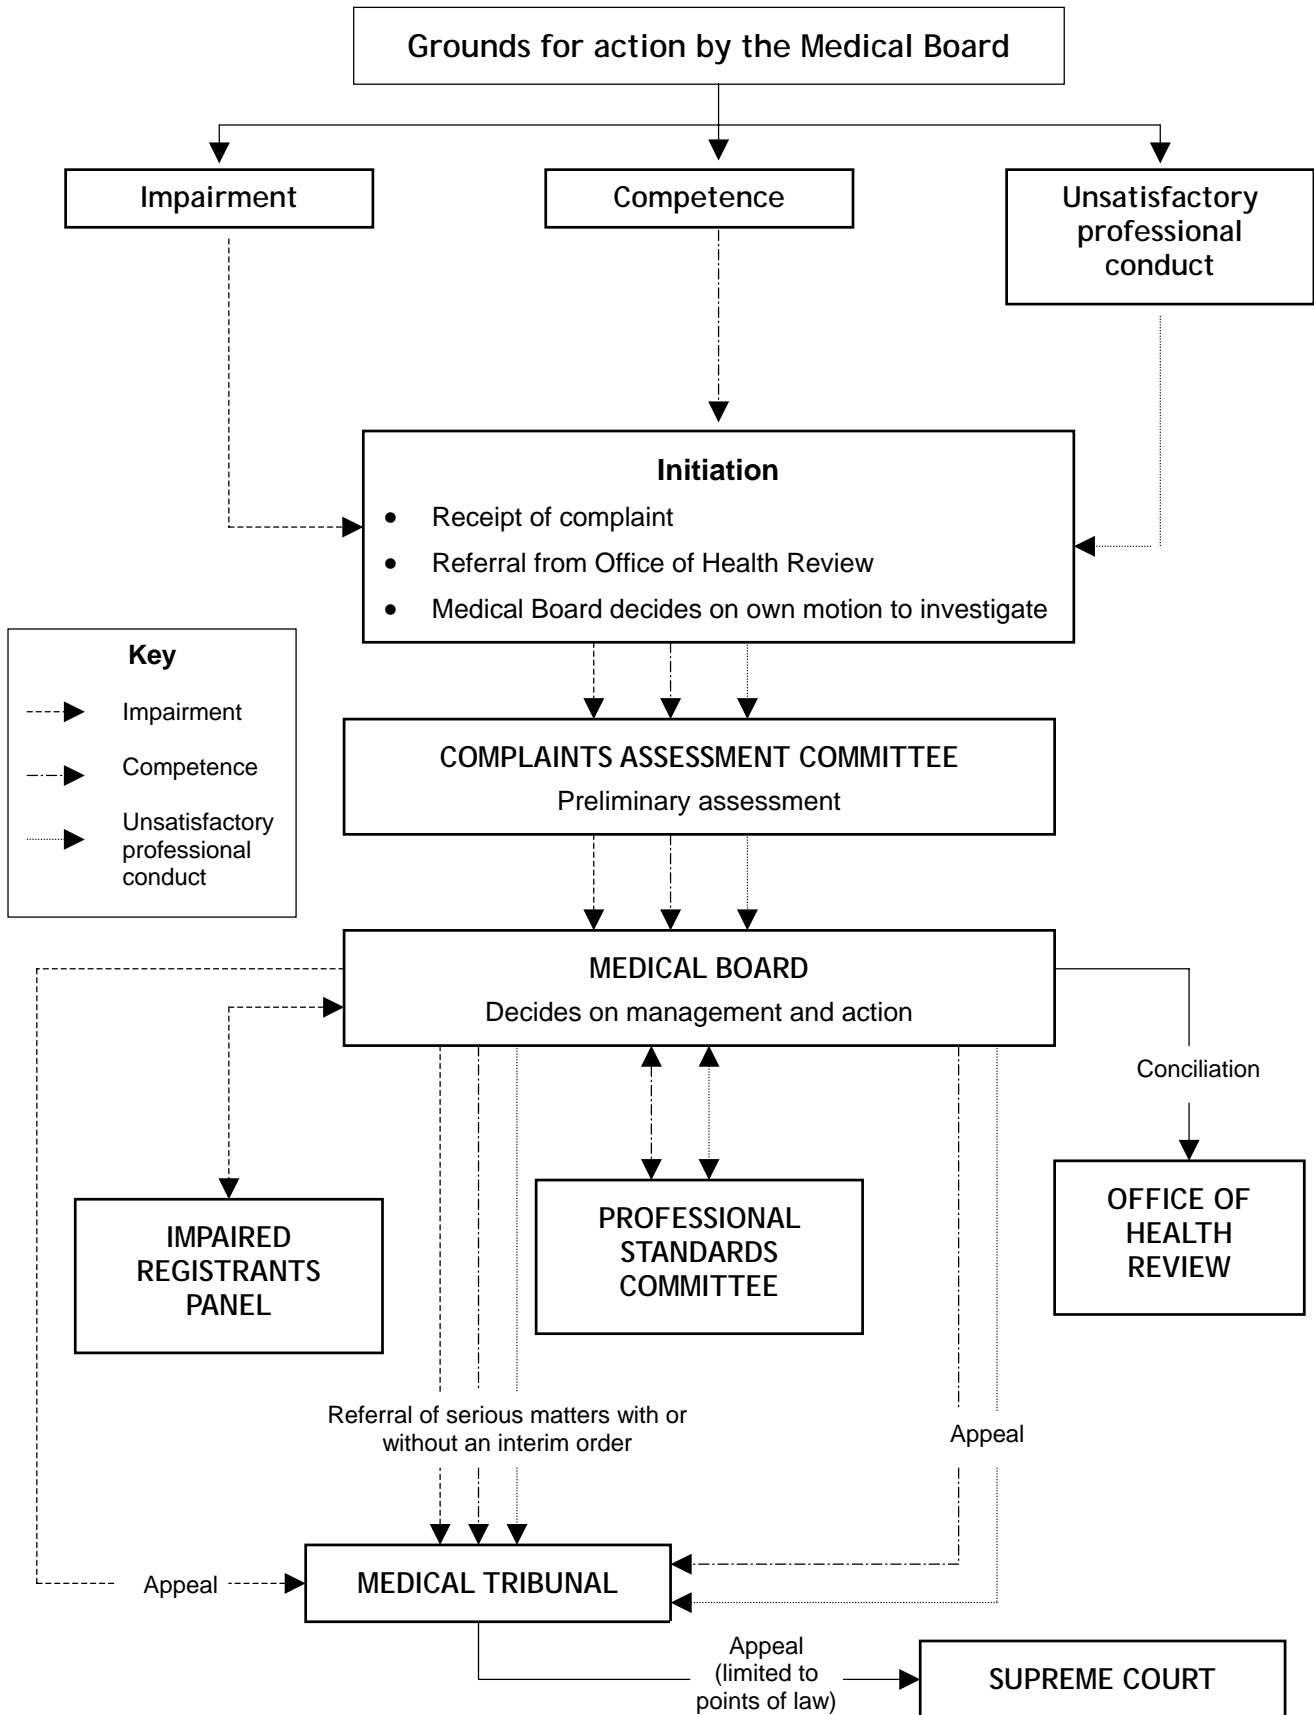 Grounds for action by the Medical Board
Impairment
Competence
Unsatisfactory
professional
conduct
Initiation
• Receipt of complaint
• Referral from Office of Health Review
• Medical Board decides on own motion to investigate
Key
Impairment
Competence
Unsatisfactory
professional
conduct
COMPLAINTS ASSESSMENT COMMITTEE
Preliminary assessment
MEDICAL BOARD
Decides on management and action
Conciliation
IMPAIRED
REGISTRANTS
PANEL
PROFESSIONAL
STANDARDS
COMMITTEE
OFFICE OF
HEALTH
REVIEW
Referral of serious matters with or
without an interim order
Appeal
Appeal
MEDICAL TRIBUNAL
Appeal
(limited to
points of law)
SUPREME COURT